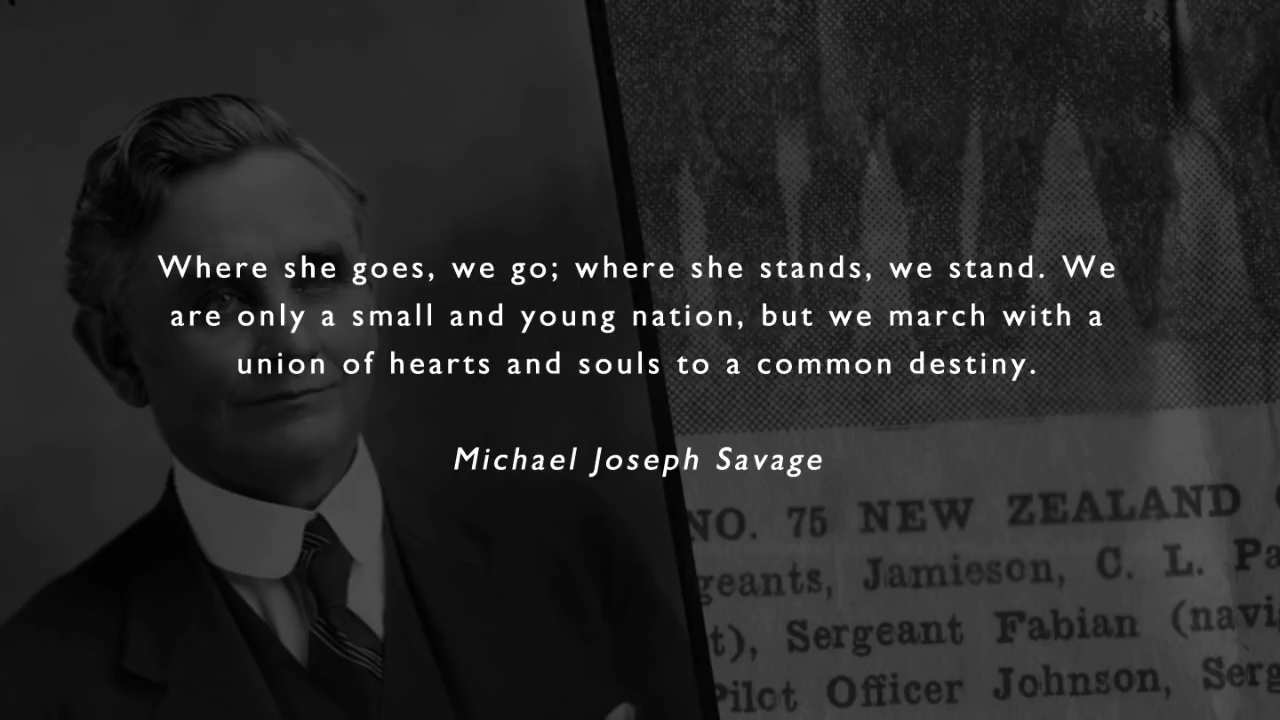 Where she goes, we go; where she stands, we stand. We
are only a small and young nation, but we march with a
union of hearts and souls to a common destiny.
Michael Joseph Savage
NO. 75 NEW ZEALAND
geants, Jamieson, C. L. Pa
t), Sergeant Fabian (navi
Pilot Officer Johnson, Serg